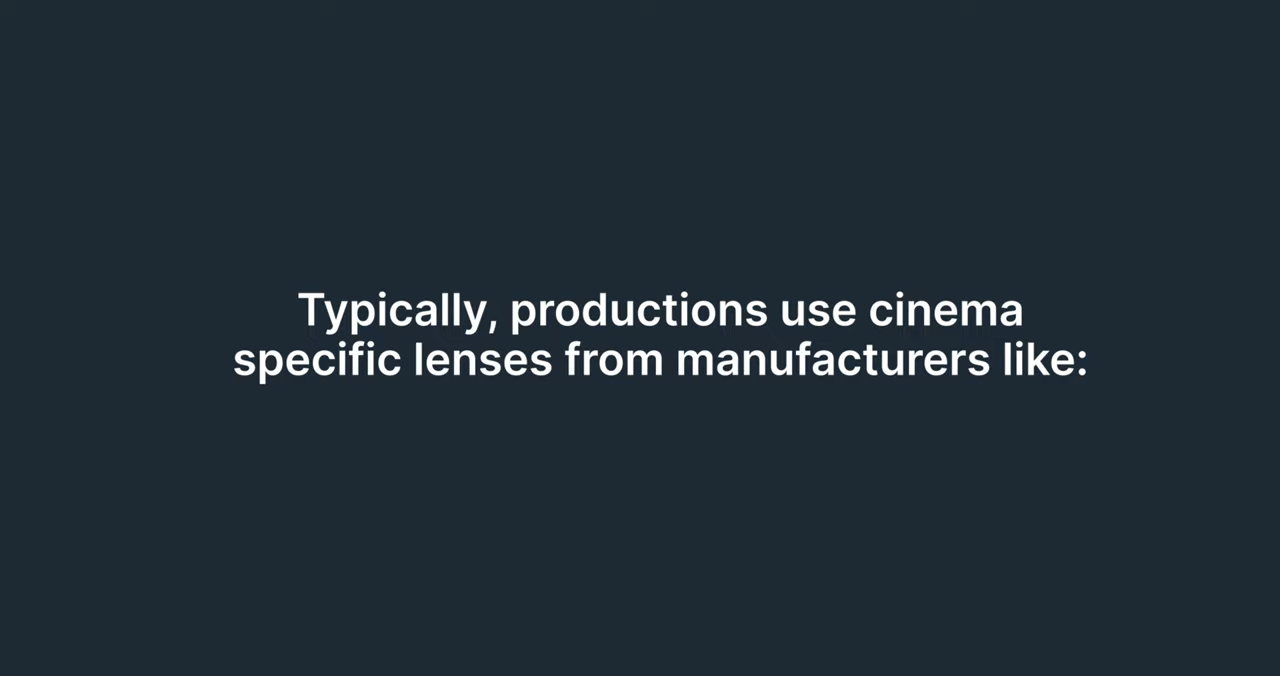 Typically, productions use cinema
specific lenses from manufacturers like: